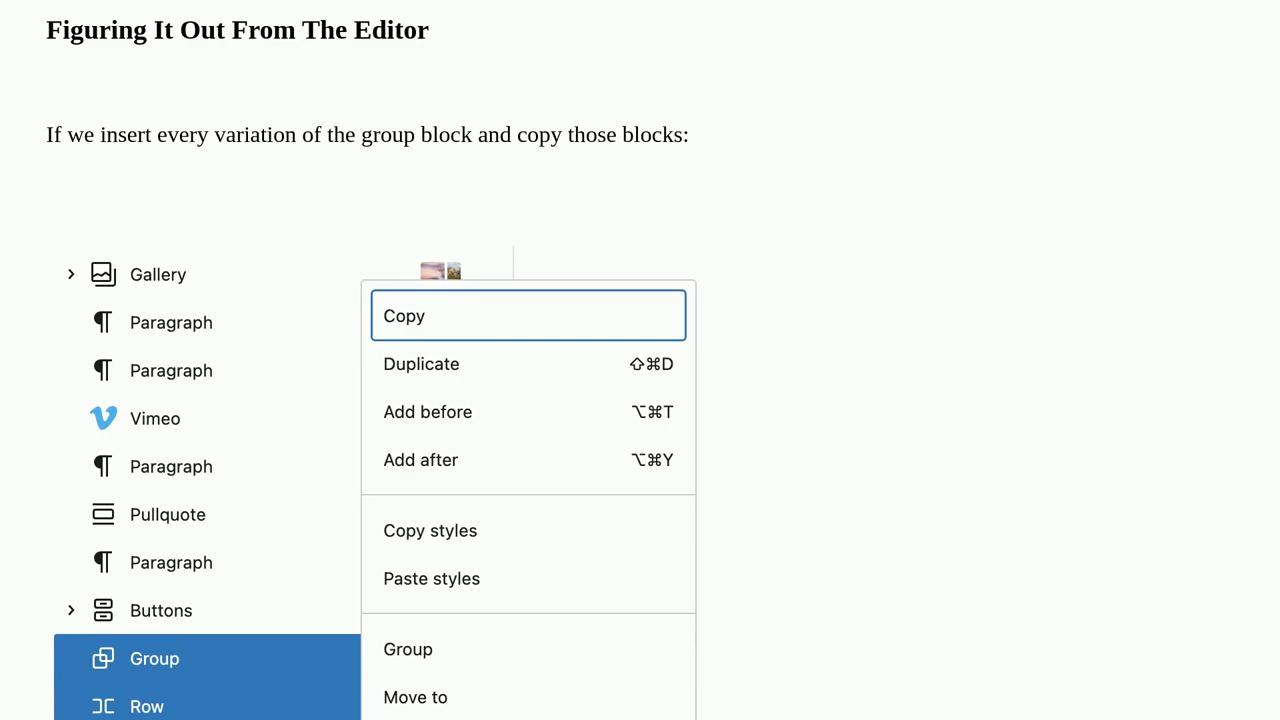 Figuring It Out From The Editor
If we insert every variation of the group block and copy those blocks:
Gallery
Paragraph
Paragraph
Vimeo
Paragraph
Pullquote
Paragraph
Buttons
Group
Row
Copy
Duplicate ⇧⌘D
Add before ⌥⌘T
Add after ⌥⌘Y
Copy styles
Paste styles
Group
Move to